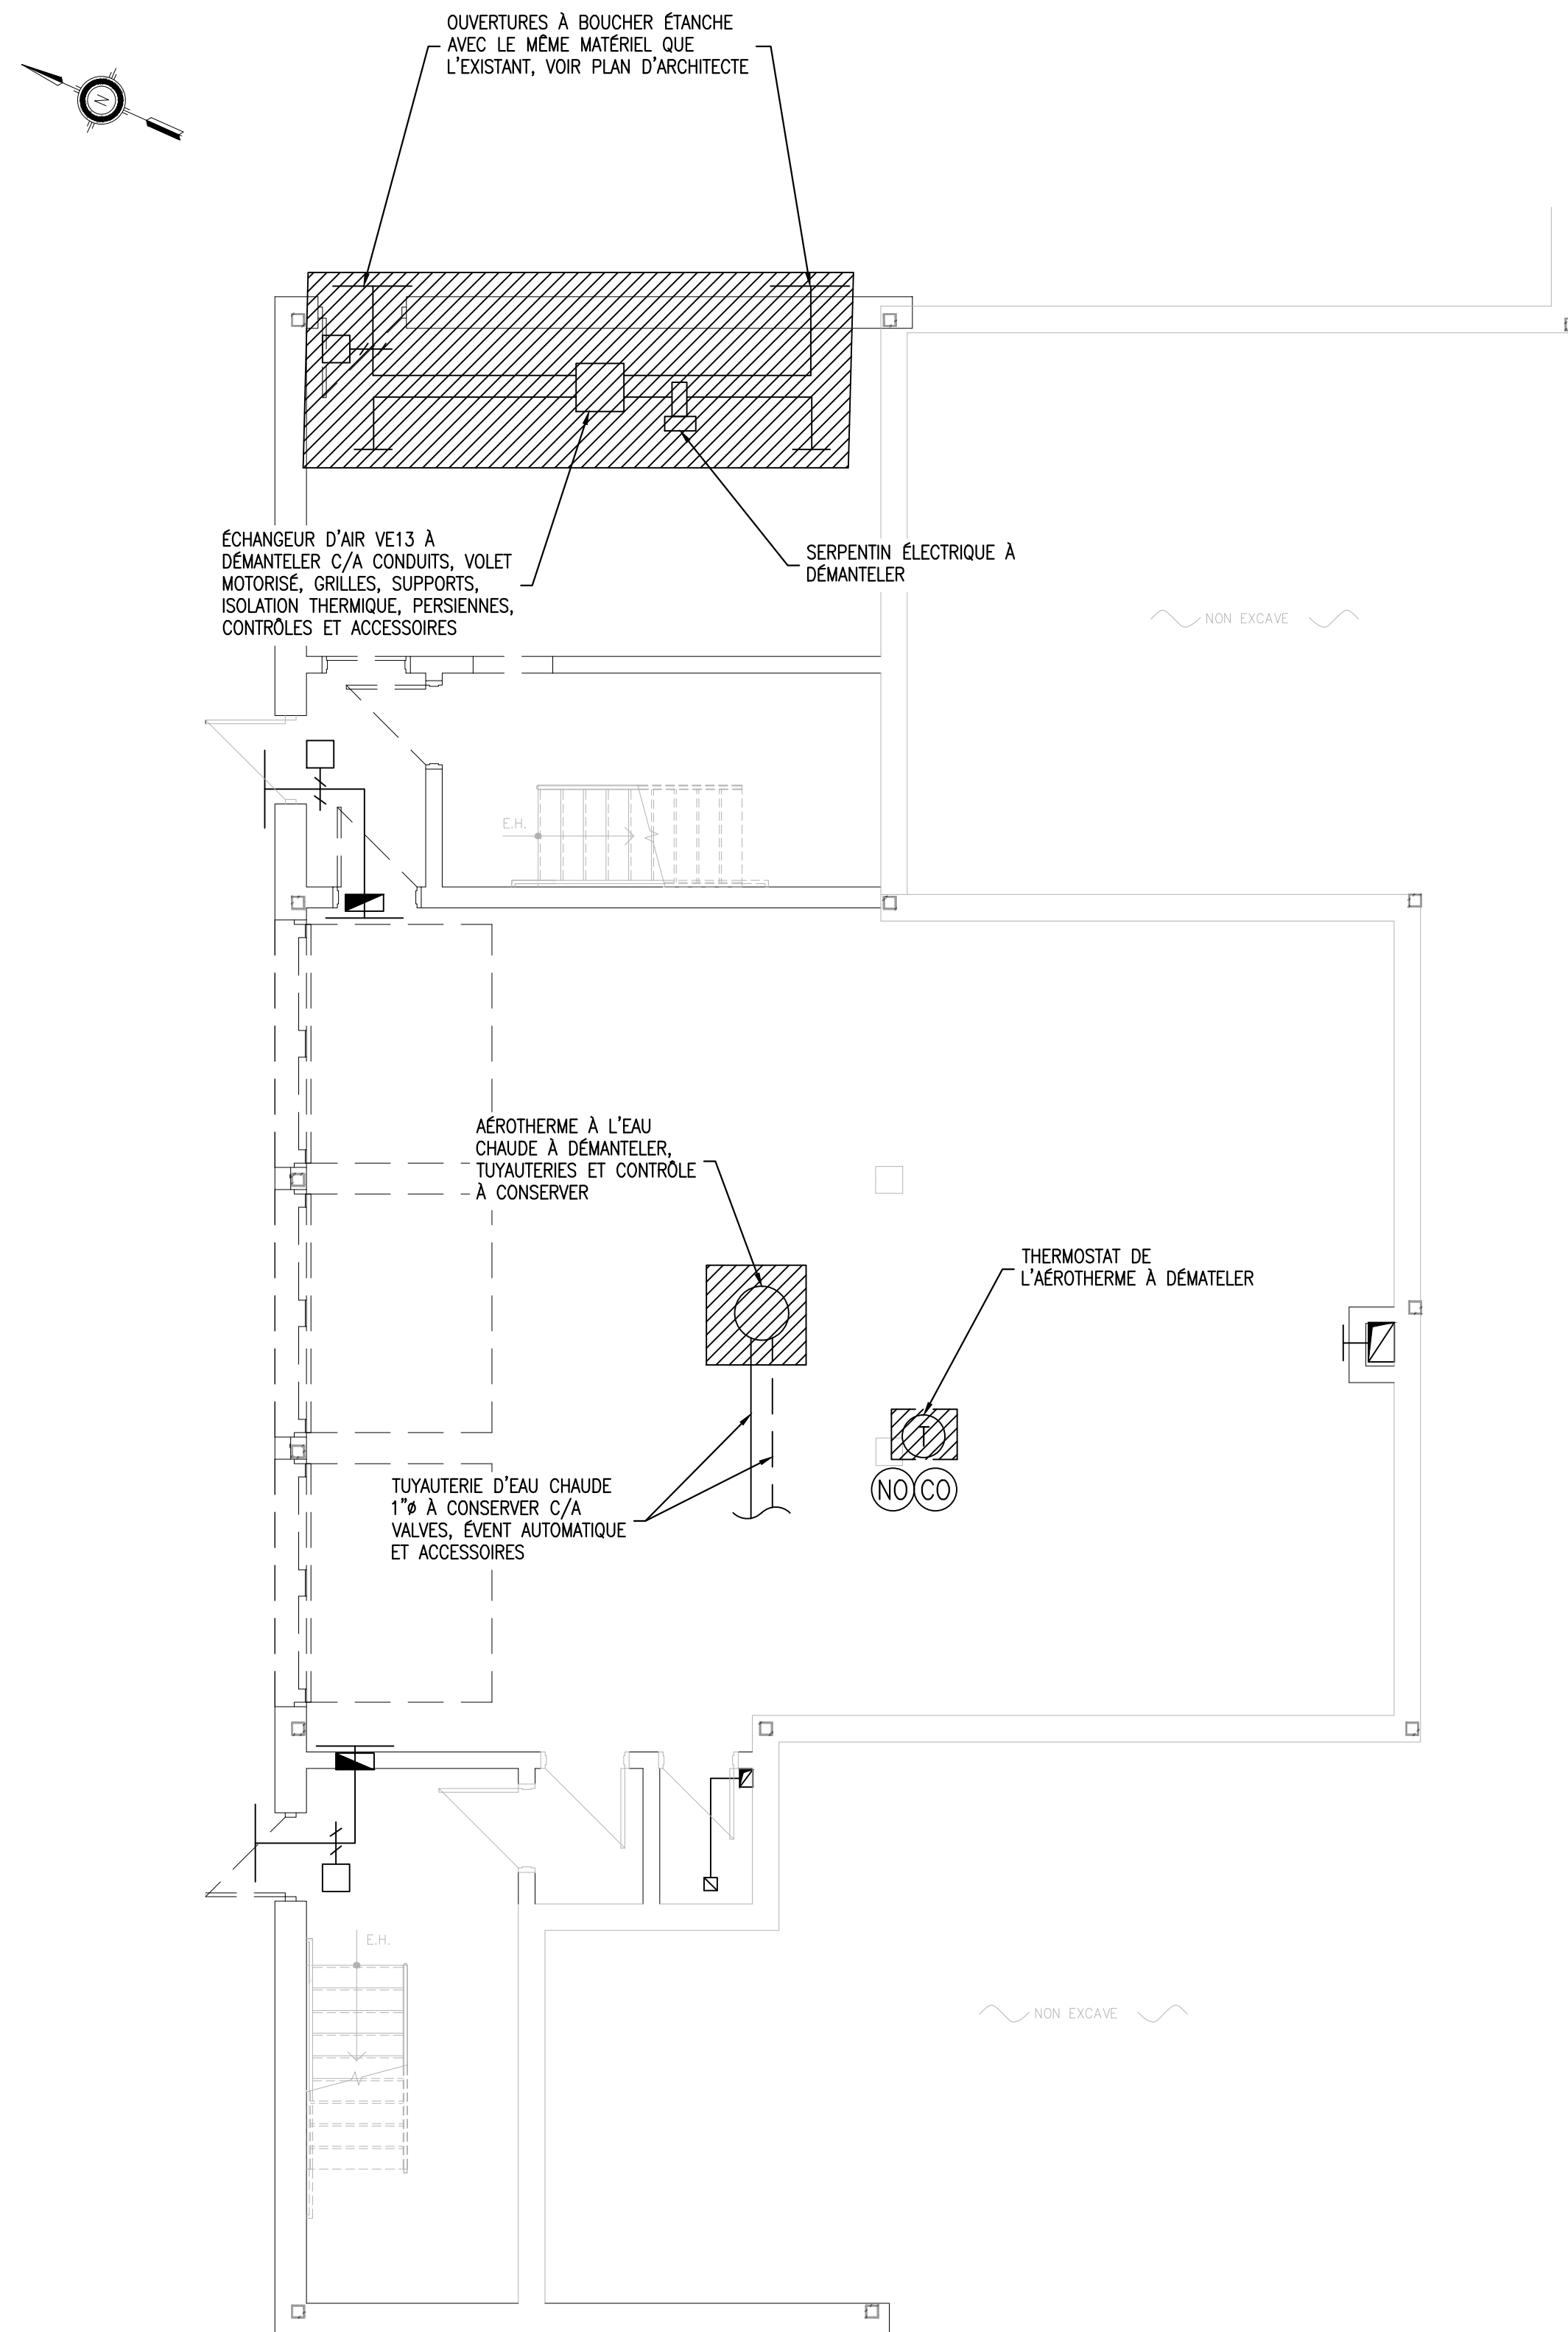 OUVERTURES À BOUCHER ÉTANCHE
AVEC LE MÊME MATÉRIEL QUE
L'EXISTANT, VOIR PLAN D'ARCHITECTE
N
ÉCHANGEUR D'AIR VE13 À
DÉMANTELER C/A CONDUITS, VOLET
MOTORISÉ, GRILLES, SUPPORTS,
ISOLATION THERMIQUE, PERSIENNES,
CONTRÔLES ET ACCESSOIRES
SERPENTIN ÉLECTRIQUE À
DÉMANTELER
NON EXCAVE
E.H.
AÉROTHERME À L'EAU
CHAUDE À DÉMANTELER,
TUYAUTERIES ET CONTRÔLE
À CONSERVER
THERMOSTAT DE
L'AÉROTHERME À DÉMATELER
T
NO CO
TUYAUTERIE D'EAU CHAUDE
1"ø À CONSERVER C/A
VALVES, ÉVENT AUTOMATIQUE
ET ACCESSOIRES
E.H.
NON EXCAVE